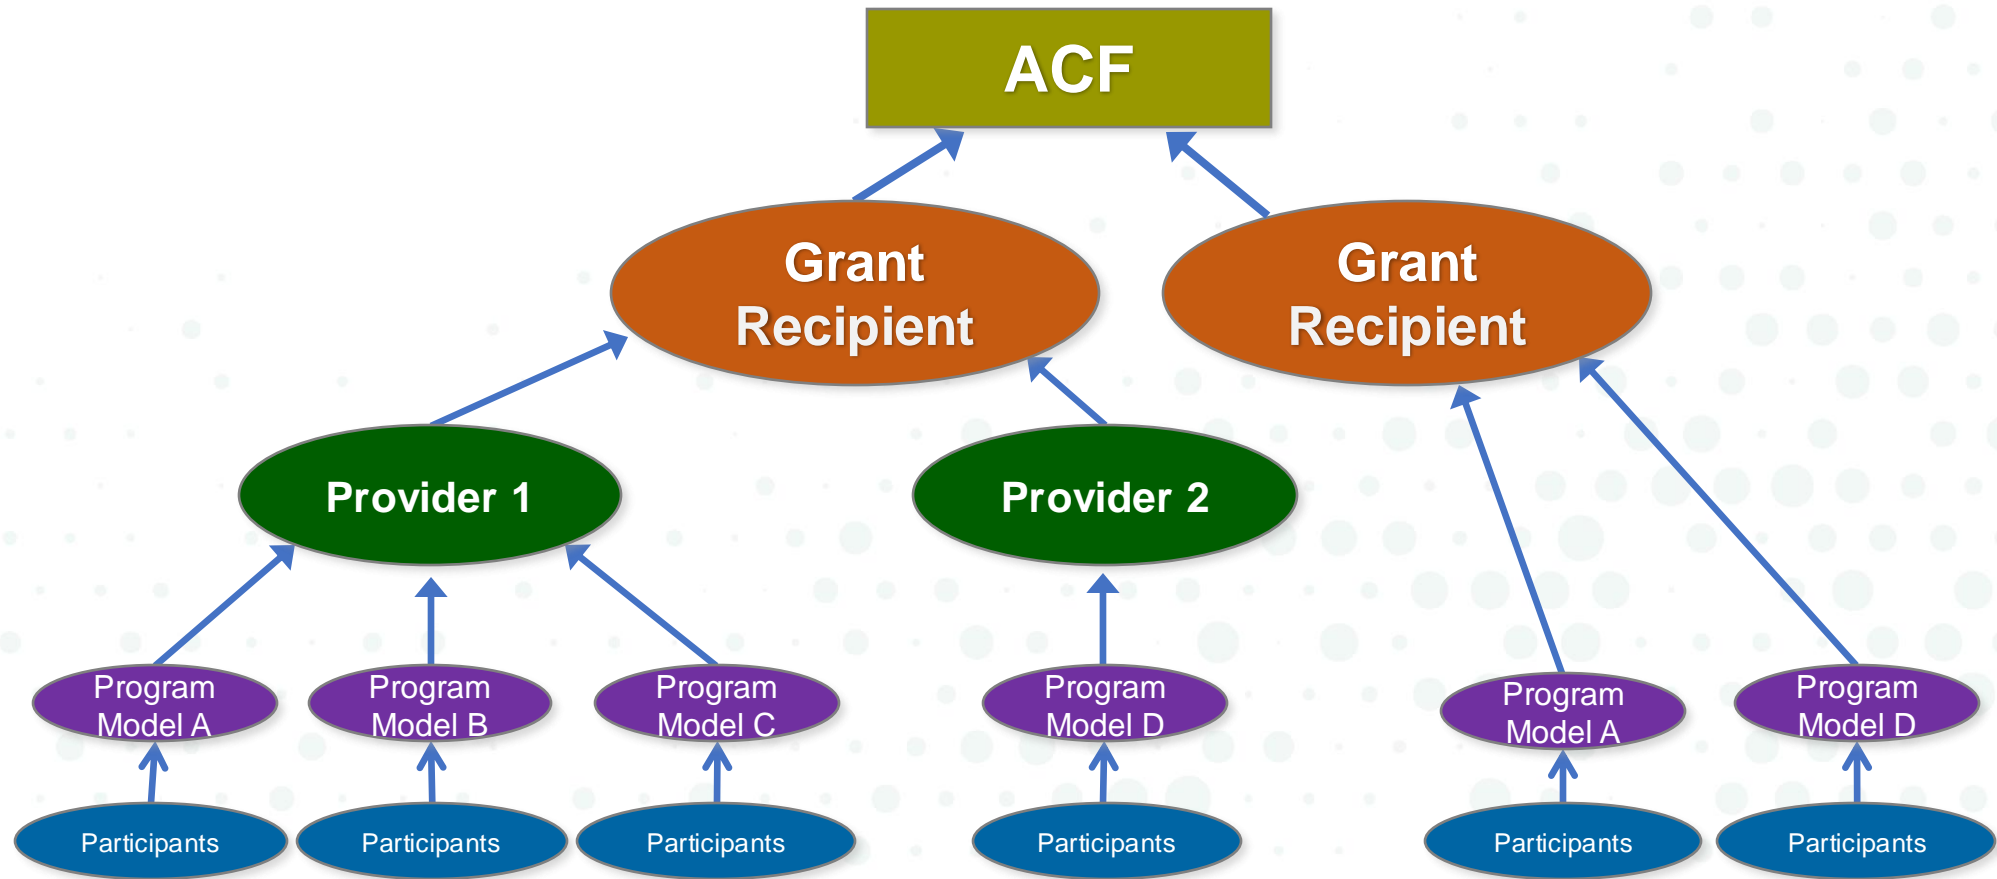 ACF
Grant
Recipient
Grant
Recipient
Provider 1
Provider 2
Program
Model A
Program
Model B
Program
Model C
Program
Model D
Program
Model A
Program
Model D
Participants
Participants
Participants
Participants
Participants
Participants